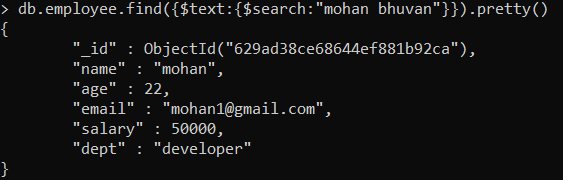 > db.employee.find({$text:{$search:"mohan bhuvan"}}).pretty()
{
        "_id" : ObjectId("629ad38ce68644ef881b92ca"),
        "name" : "mohan",
        "age" : 22,
        "email" : "mohan1@gmail.com",
        "salary" : 50000,
        "dept" : "developer"
}